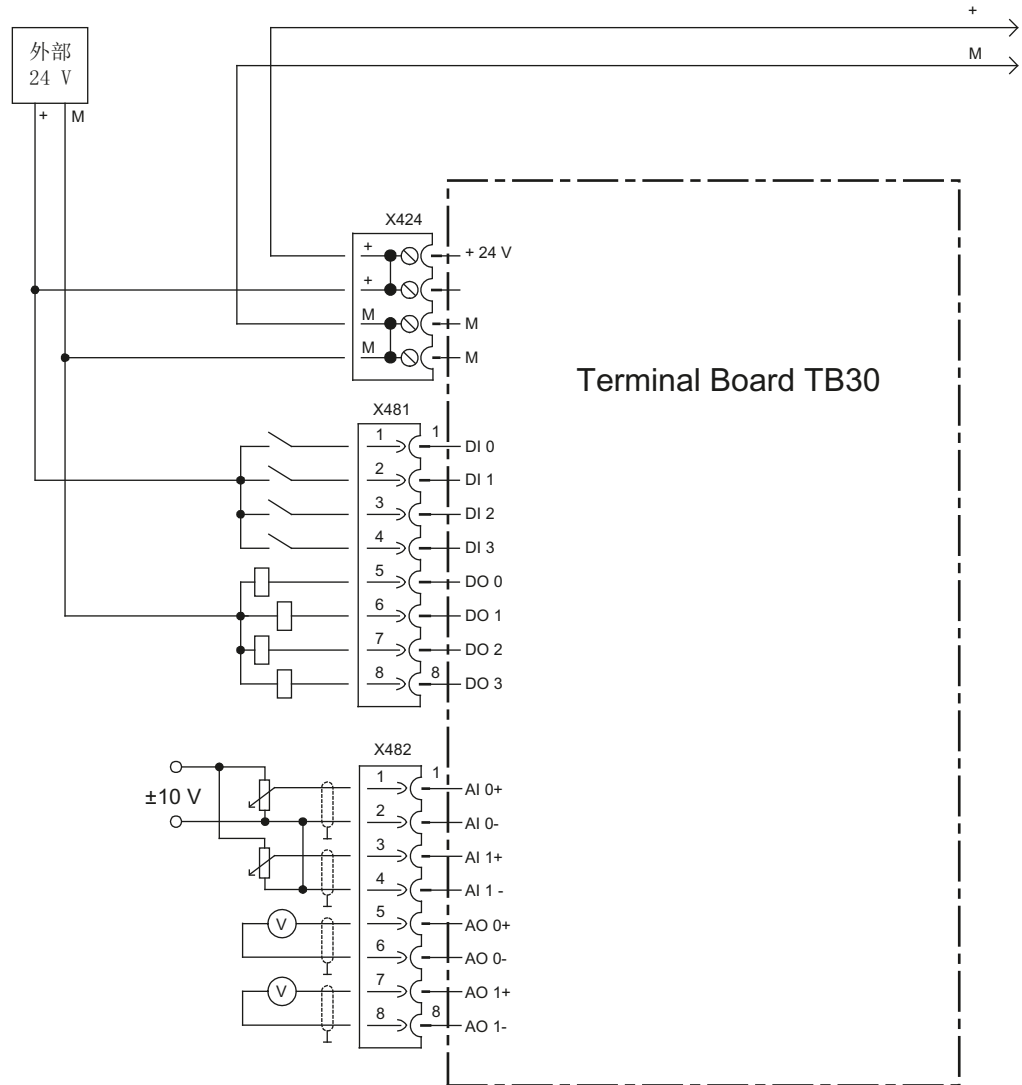 +
M
外部
24 V
+ M
X424
+ + 24 V
+
M M
M M
Terminal Board TB30
X481
1 1 DI 0
2 DI 1
3 DI 2
4 DI 3
5 DO 0
6 DO 1
7 DO 2
8 8 DO 3
X482
±10 V
1 1 AI 0+
2 AI 0-
3 AI 1+
4 AI 1 -
V 5 AO 0+
6 AO 0-
V 7 AO 1+
8 8 AO 1-